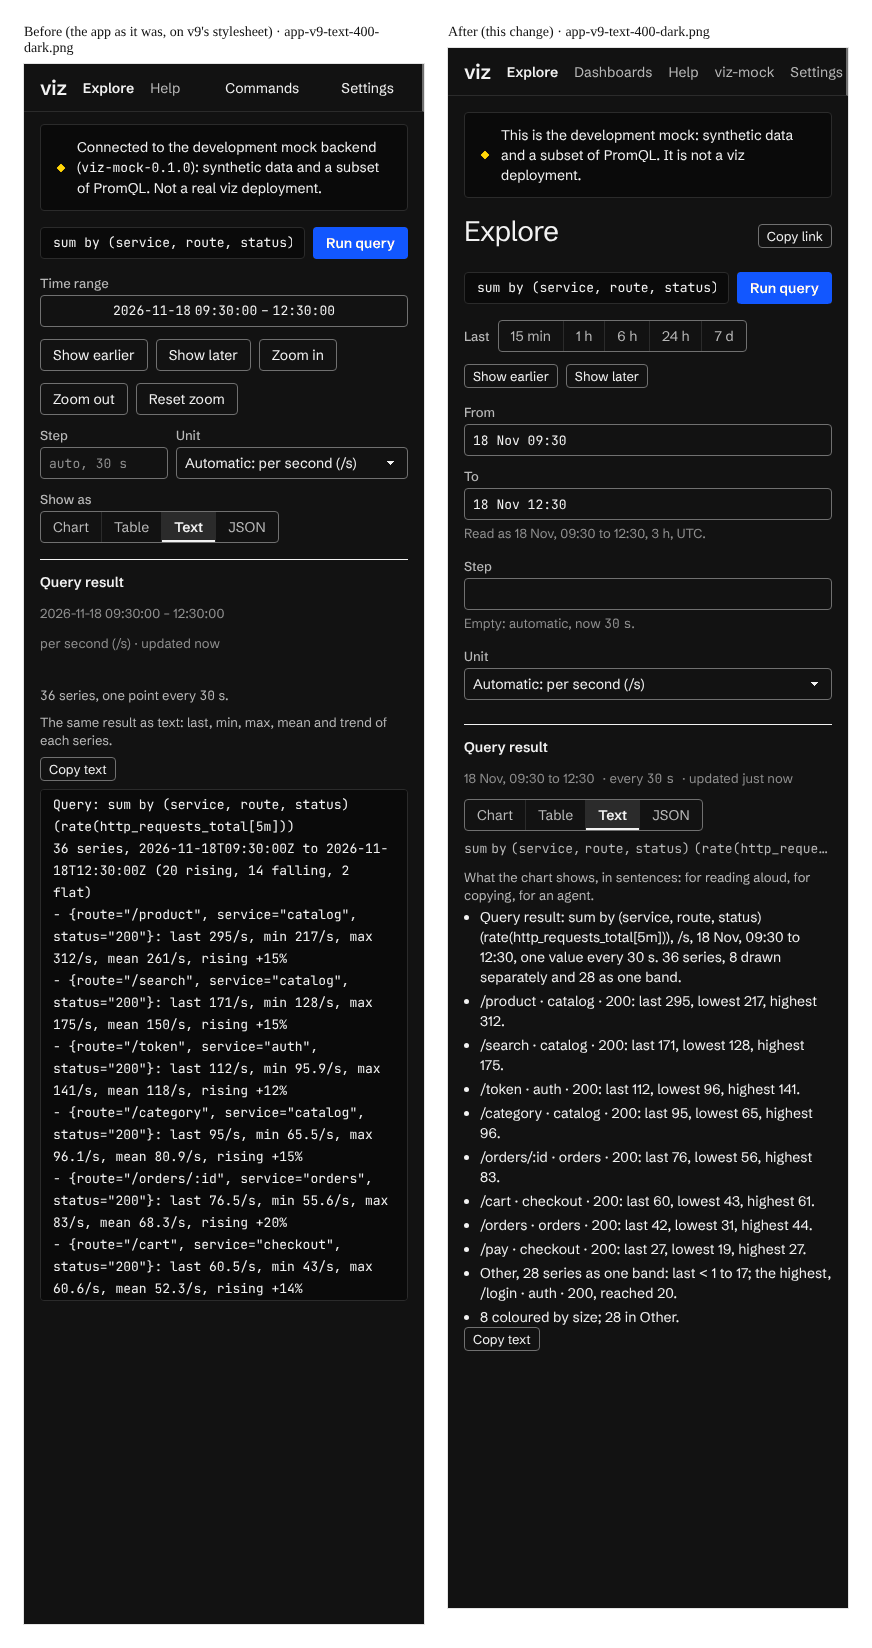 Before (the app as it was, on v9's stylesheet) · app-v9-text-400-
dark.png
viz Explore Help Commands Settings
Connected to the development mock backend
(viz-mock-0.1.0): synthetic data and a subset
of PromQL. Not a real viz deployment.
sum by (service, route, status) Run query
Time range
2026-11-18 09:30:00 – 12:30:00
Show earlier Show later Zoom in
Zoom out Reset zoom
Step Unit
auto, 30 s Automatic: per second (/s)
Show as
Chart Table Text JSON
Query result
2026-11-18 09:30:00 – 12:30:00
per second (/s) · updated now
36 series, one point every 30 s.
The same result as text: last, min, max, mean and trend of
each series.
Copy text
Query: sum by (service, route, status)
(rate(http_requests_total[5m]))
36 series, 2026-11-18T09:30:00Z to 2026-11-
18T12:30:00Z (20 rising, 14 falling, 2
flat)
- {route="/product", service="catalog",
status="200"}: last 295/s, min 217/s, max
312/s, mean 261/s, rising +15%
- {route="/search", service="catalog",
status="200"}: last 171/s, min 128/s, max
175/s, mean 150/s, rising +15%
- {route="/token", service="auth",
status="200"}: last 112/s, min 95.9/s, max
141/s, mean 118/s, rising +12%
- {route="/category", service="catalog",
status="200"}: last 95/s, min 65.5/s, max
96.1/s, mean 80.9/s, rising +15%
- {route="/orders/:id", service="orders",
status="200"}: last 76.5/s, min 55.6/s, max
83/s, mean 68.3/s, rising +20%
- {route="/cart", service="checkout",
status="200"}: last 60.5/s, min 43/s, max
60.6/s, mean 52.3/s, rising +14%
After (this change) · app-v9-text-400-dark.png
viz Explore Dashboards Help viz-mock Settings
This is the development mock: synthetic data
and a subset of PromQL. It is not a viz
deployment.
Explore Copy link
sum by (service, route, status) Run query
Last 15 min 1 h 6 h 24 h 7 d
Show earlier Show later
From
18 Nov 09:30
To
18 Nov 12:30
Read as 18 Nov, 09:30 to 12:30, 3 h, UTC.
Step
Empty: automatic, now 30 s.
Unit
Automatic: per second (/s)
Query result
18 Nov, 09:30 to 12:30 · every 30 s · updated just now
Chart Table Text JSON
sum by (service, route, status) (rate(http_reque…
What the chart shows, in sentences: for reading aloud, for
copying, for an agent.
• Query result: sum by (service, route, status)
(rate(http_requests_total[5m])), /s, 18 Nov, 09:30 to
12:30, one value every 30 s. 36 series, 8 drawn
separately and 28 as one band.
• /product · catalog · 200: last 295, lowest 217, highest
312.
• /search · catalog · 200: last 171, lowest 128, highest
175.
• /token · auth · 200: last 112, lowest 96, highest 141.
• /category · catalog · 200: last 95, lowest 65, highest
96.
• /orders/:id · orders · 200: last 76, lowest 56, highest
83.
• /cart · checkout · 200: last 60, lowest 43, highest 61.
• /orders · orders · 200: last 42, lowest 31, highest 44.
• /pay · checkout · 200: last 27, lowest 19, highest 27.
• Other, 28 series as one band: last < 1 to 17; the highest,
/login · auth · 200, reached 20.
• 8 coloured by size; 28 in Other.
Copy text